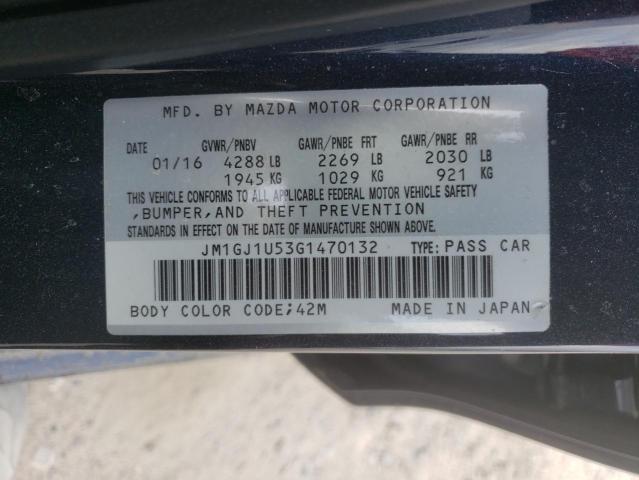 MFD. BY MAZDA MOTOR CORPORATION
DATE GVWR/PNBV GAWR/PNBE FRT GAWR/PNBE RR
01/16 4288 LB 2269 LB 2030 LB
1945 KG 1029 KG 921 KG
THIS VEHICLE CONFORMS TO ALL APPLICABLE FEDERAL MOTOR VEHICLE SAFETY
,BUMPER,AND THEFT PREVENTION
STANDARDS IN EFFECT ON THE DATE OF MANUFACTURE SHOWN ABOVE.
JM1GJ1U53G1470132 TYPE: PASS CAR
BODY COLOR CODE;42M MADE IN JAPAN